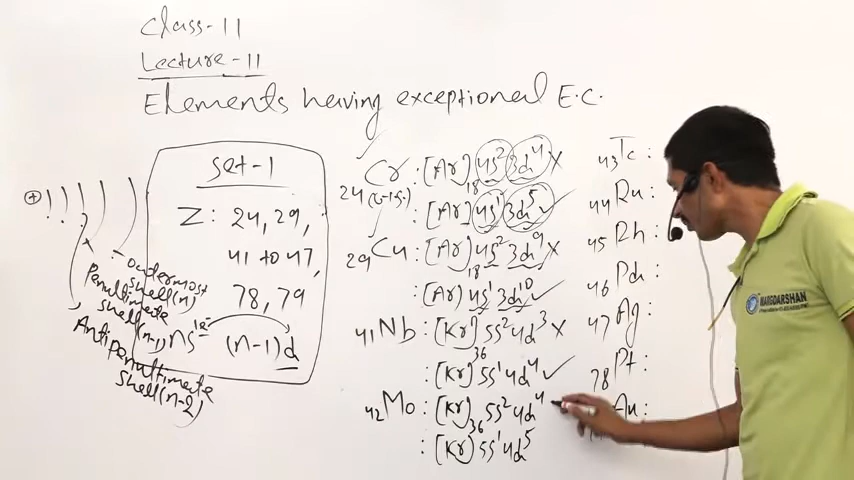 Class-11
Lecture-11
Elements having exceptional E.C.
Set-1
Z: 24, 29,
41 to 47,
78, 79
(n-1)d
outermost
shell(n)
Penultimate
shell(n-1)
Antipenultimate
shell(n-2)
24Cr : [Ar]18 4s² 3d⁴ ×
: [Ar] 4s¹ 3d⁵ ✓
29Cu : [Ar]18 4s² 3d⁹ ×
[Ar) 4s¹ 3d¹⁰ ✓
41Nb : [Kr]36 5s² 4d³ ×
: [Kr) 5s¹ 4d⁴ ✓
42Mo : [Kr]36 5s² 4d⁴
: [Kr) 5s¹ 4d⁵
43Tc :
44Ru :
45Rh :
46Pd :
47Ag :
78Pt :
Au :
MARGDARSHAN